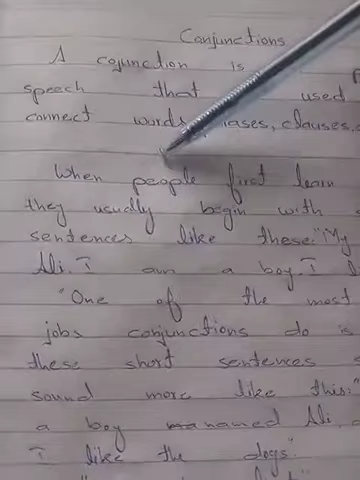 Conjunctions
A cojunction is
speech that used
connect words, clauses,
When people first learn
they usually begin with
sentences like these:"My
Ali. I am a boy. I
"One of the most
jobs conjunctions do is
these short sentences
sound more like this:"
a boy named Ali,
I like the dogs".